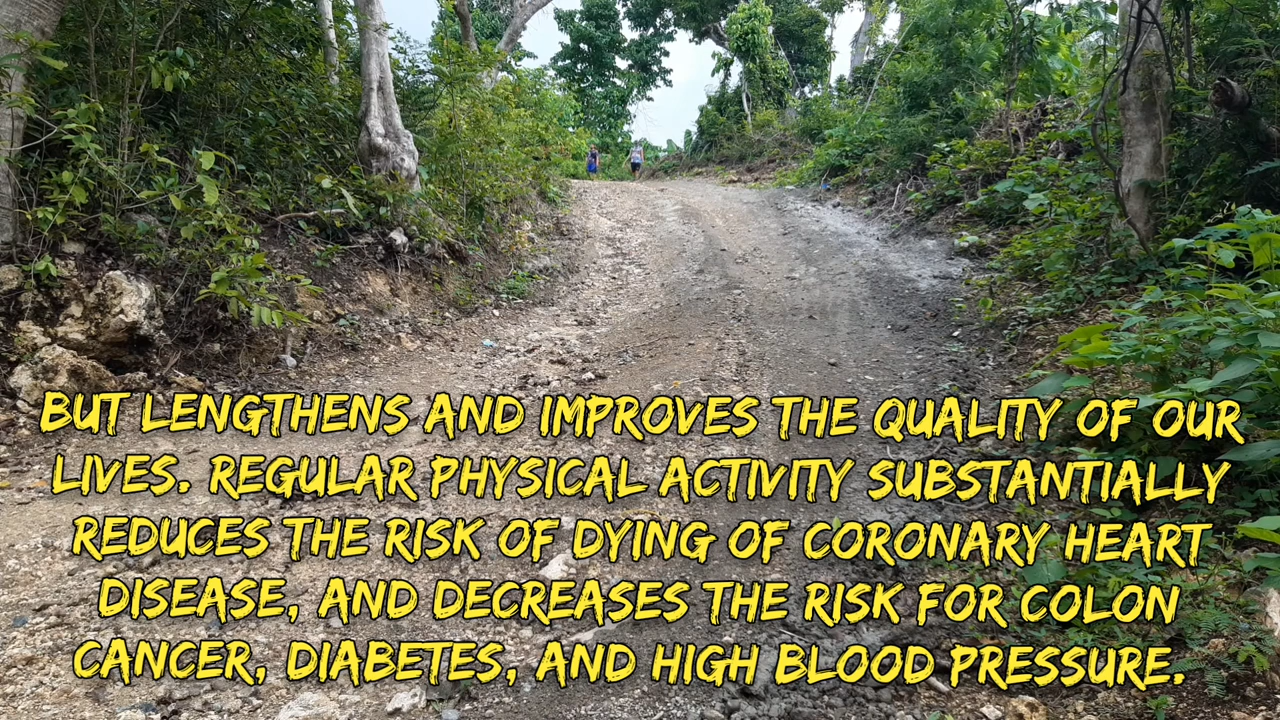 BUT LENGTHENS AND IMPROVES THE QUALITY OF OUR
LIVES. REGULAR PHYSICAL ACTIVITY SUBSTANTIALLY
REDUCES THE RISK OF DYING OF CORONARY HEART
DISEASE, AND DECREASES THE RISK FOR COLON
CANCER, DIABETES, AND HIGH BLOOD PRESSURE.